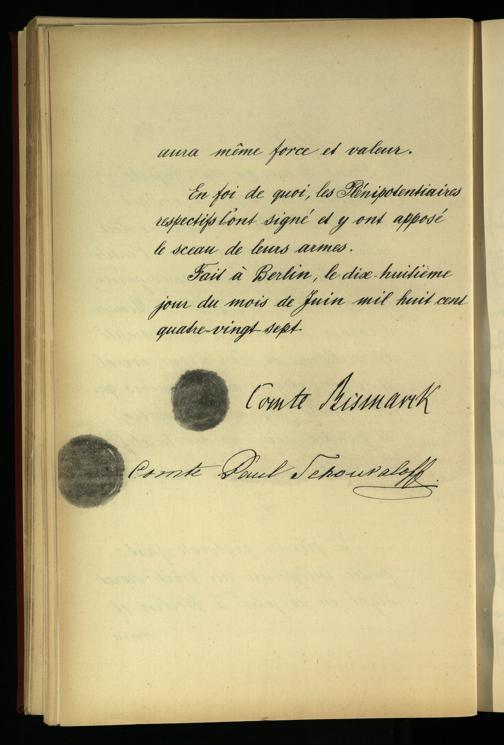 aura même force et valeur.
En foi de quoi, les Plénipotentiaires
respectifs l'ont signé et y ont apposé
le sceau de leurs armes.
Fait à Berlin, le dix-huitième
jour du mois de Juin mil huit cent
quatre-vingt sept.
Comte Bismarck
Comte Paul Schouvaloff.